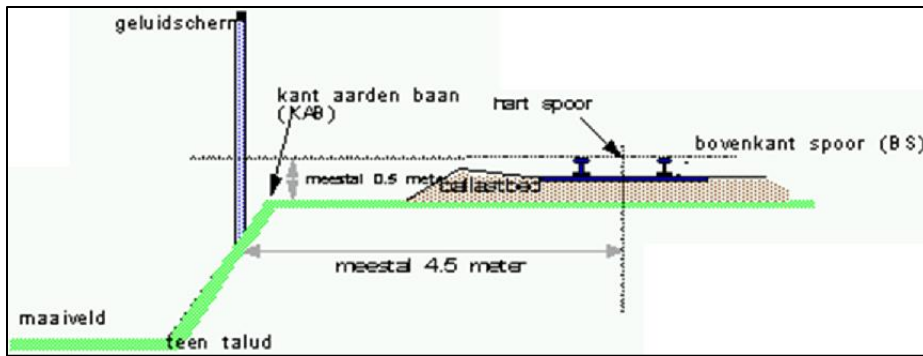 geluidscherm
kant aarden baan
(KAB)
hart spoor
bovenkant spoor (BS)
meestal 0.5 meter
ballastbed
meestal 4.5 meter
maaiveld
teen talud